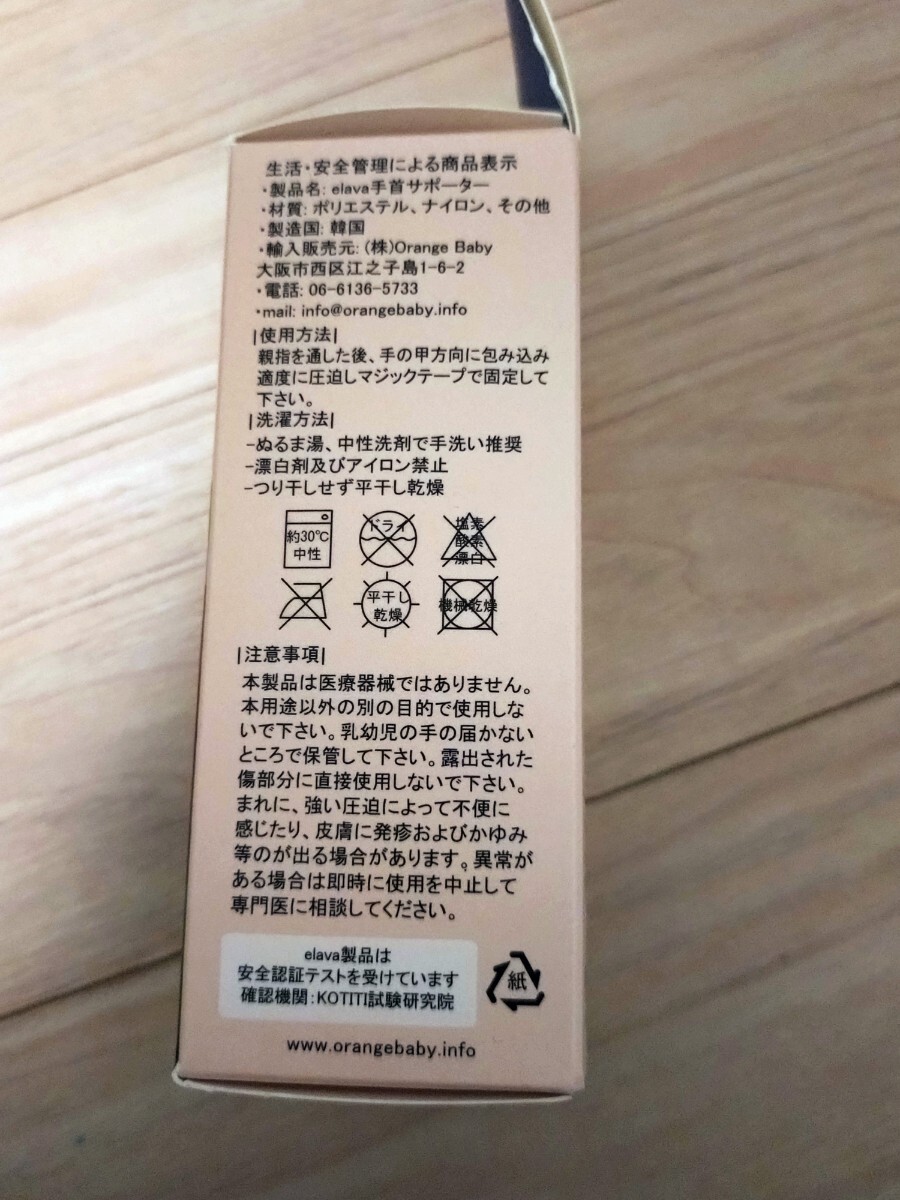 生活・安全管理による商品表示
・製品名: elava手首サポーター
・材質: ポリエステル、ナイロン、その他
・製造国: 韓国
・輸入販売元: (株)Orange Baby
大阪市西区江之子島1-6-2
・電話: 06-6136-5733
・mail: info@orangebaby.info
|使用方法|
親指を通した後、手の甲方向に包み込み
適度に圧迫しマジックテープで固定して
下さい。
|洗濯方法|
-ぬるま湯、中性洗剤で手洗い推奨
-漂白剤及びアイロン禁止
-つり干しせず平干し乾燥
約30℃
中性
ドライ
塩素
酸素
漂白
平干し
乾燥
機械乾燥
|注意事項|
本製品は医療器械ではありません。
本用途以外の別の目的で使用しな
いで下さい。乳幼児の手の届かない
ところで保管して下さい。露出された
傷部分に直接使用しないで下さい。
まれに、強い圧迫によって不便に
感じたり、皮膚に発疹およびかゆみ
等のが出る場合があります。異常が
ある場合は即時に使用を中止して
専門医に相談してください。
elava製品は
安全認証テストを受けています
確認機関:KOTITI試験研究院
紙
www.orangebaby.info